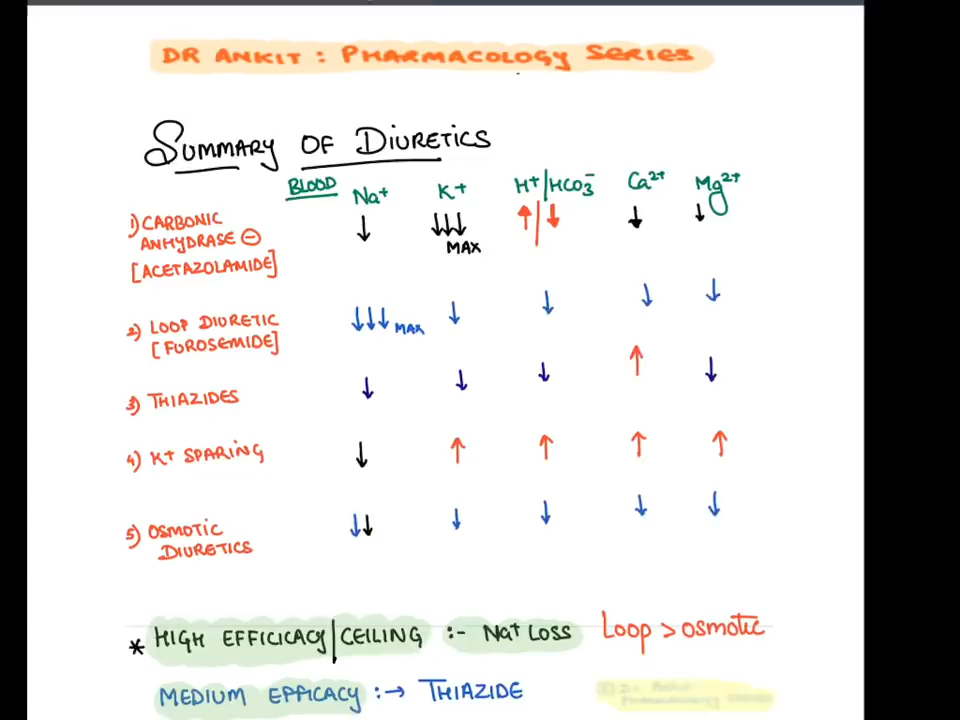 DR ANKIT : PHARMACOLOGY SERIES
SUMMARY OF DIURETICS
BLOOD Na+ K+ H+/HCO3- Ca2+ Mg2+
1) CARBONIC ANHYDRASE ⊖ [ACETAZOLAMIDE] ↓ ↓↓↓ MAX ↑/↓ ↓ ↓
2) LOOP DIURETIC [FUROSEMIDE] ↓↓↓ MAX ↓ ↓ ↓ ↓
3) THIAZIDES ↓ ↓ ↓ ↑ ↓
4) K+ SPARING ↓ ↑ ↑ ↑ ↑
5) OSMOTIC DIURETICS ↓↓ ↓ ↓ ↓ ↓
* HIGH EFFICICACY/CEILING :- Na+ LOSS Loop > osmotic
MEDIUM EFFICACY :→ THIAZIDE